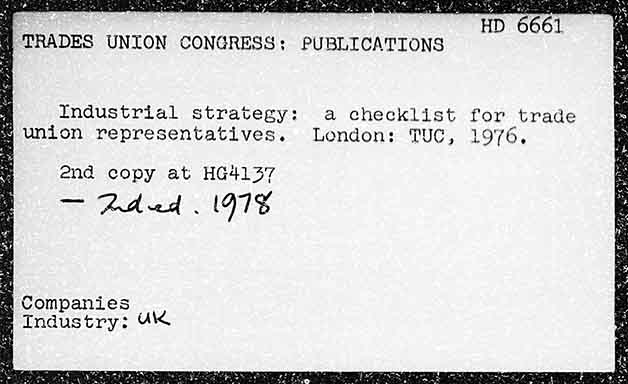 HD 6661
TRADES UNION CONGRESS: PUBLICATIONS
Industrial strategy: a checklist for trade
union representatives. London: TUC, 1976.
2nd copy at HG4137
— 2nd ed. 1978
Companies
Industry: UK